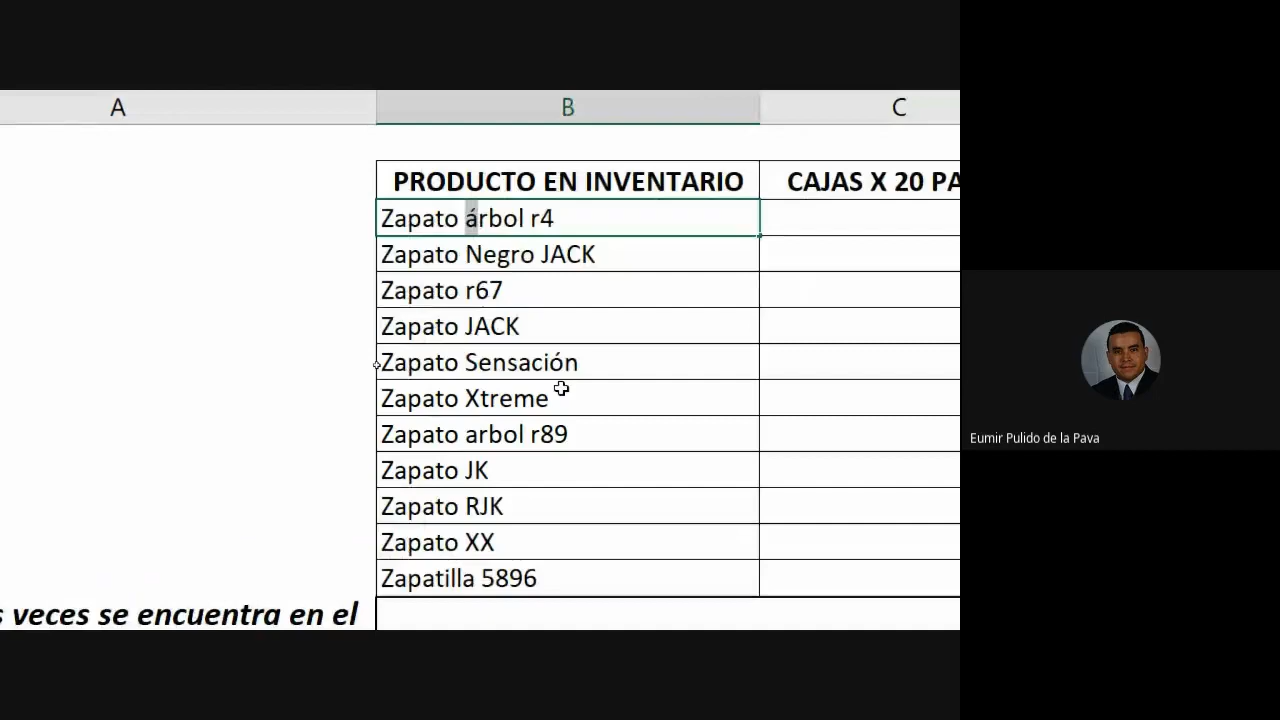 A B C
PRODUCTO EN INVENTARIO CAJAS X 20 PA
Zapato árbol r4
Zapato Negro JACK
Zapato r67
Zapato JACK
Zapato Sensación
Zapato Xtreme
Zapato arbol r89
Zapato JK
Zapato RJK
Zapato XX
Zapatilla 5896
s veces se encuentra en el
Eumir Pulido de la Pava